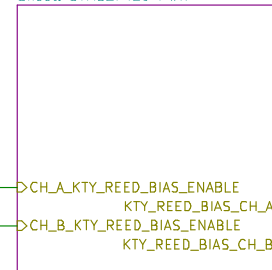 CH_A_KTY_REED_BIAS_ENABLE
KTY_REED_BIAS_CH_A
CH_B_KTY_REED_BIAS_ENABLE
KTY_REED_BIAS_CH_B